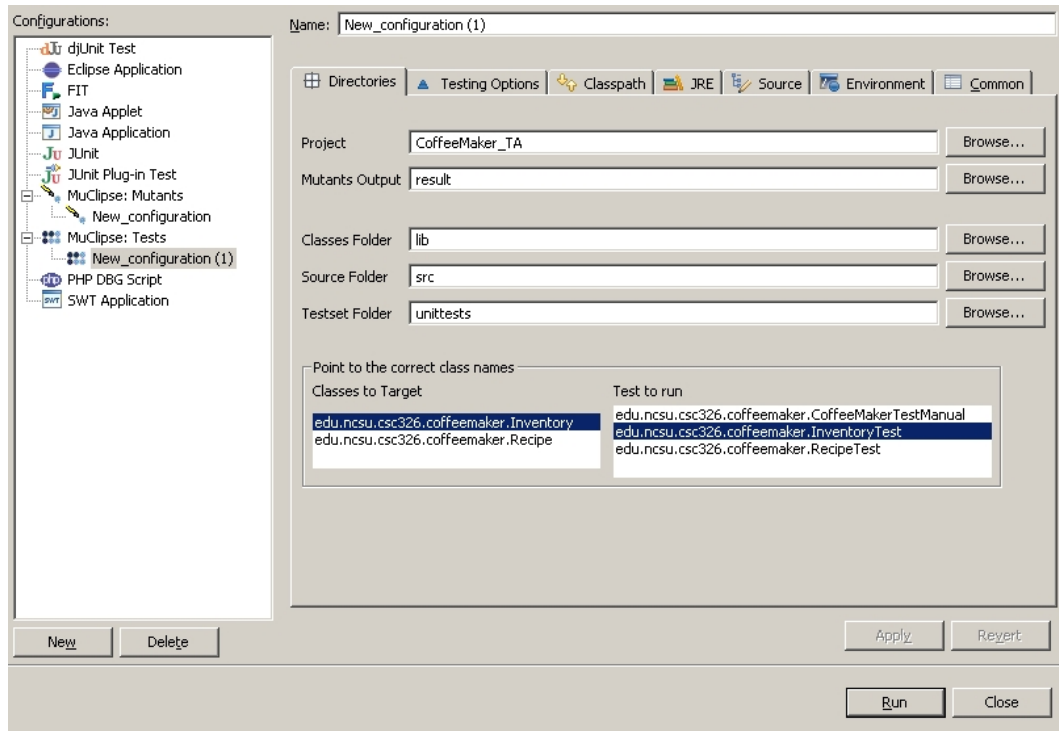 Configurations:
djUnit Test
Eclipse Application
FIT
Java Applet
Java Application
JUnit
JUnit Plug-in Test
MuClipse: Mutants
New_configuration
MuClipse: Tests
New_configuration (1)
PHP DBG Script
SWT Application
New
Delete
Name: New_configuration (1)
Directories Testing Options Classpath JRE Source Environment Common
Project CoffeeMaker_TA Browse...
Mutants Output result Browse...
Classes Folder lib Browse...
Source Folder src Browse...
Testset Folder unittests Browse...
Point to the correct class names
Classes to Target
edu.ncsu.csc326.coffeemaker.Inventory
edu.ncsu.csc326.coffeemaker.Recipe
Test to run
edu.ncsu.csc326.coffeemaker.CoffeeMakerTestManual
edu.ncsu.csc326.coffeemaker.InventoryTest
edu.ncsu.csc326.coffeemaker.RecipeTest
Apply Revert
Run Close